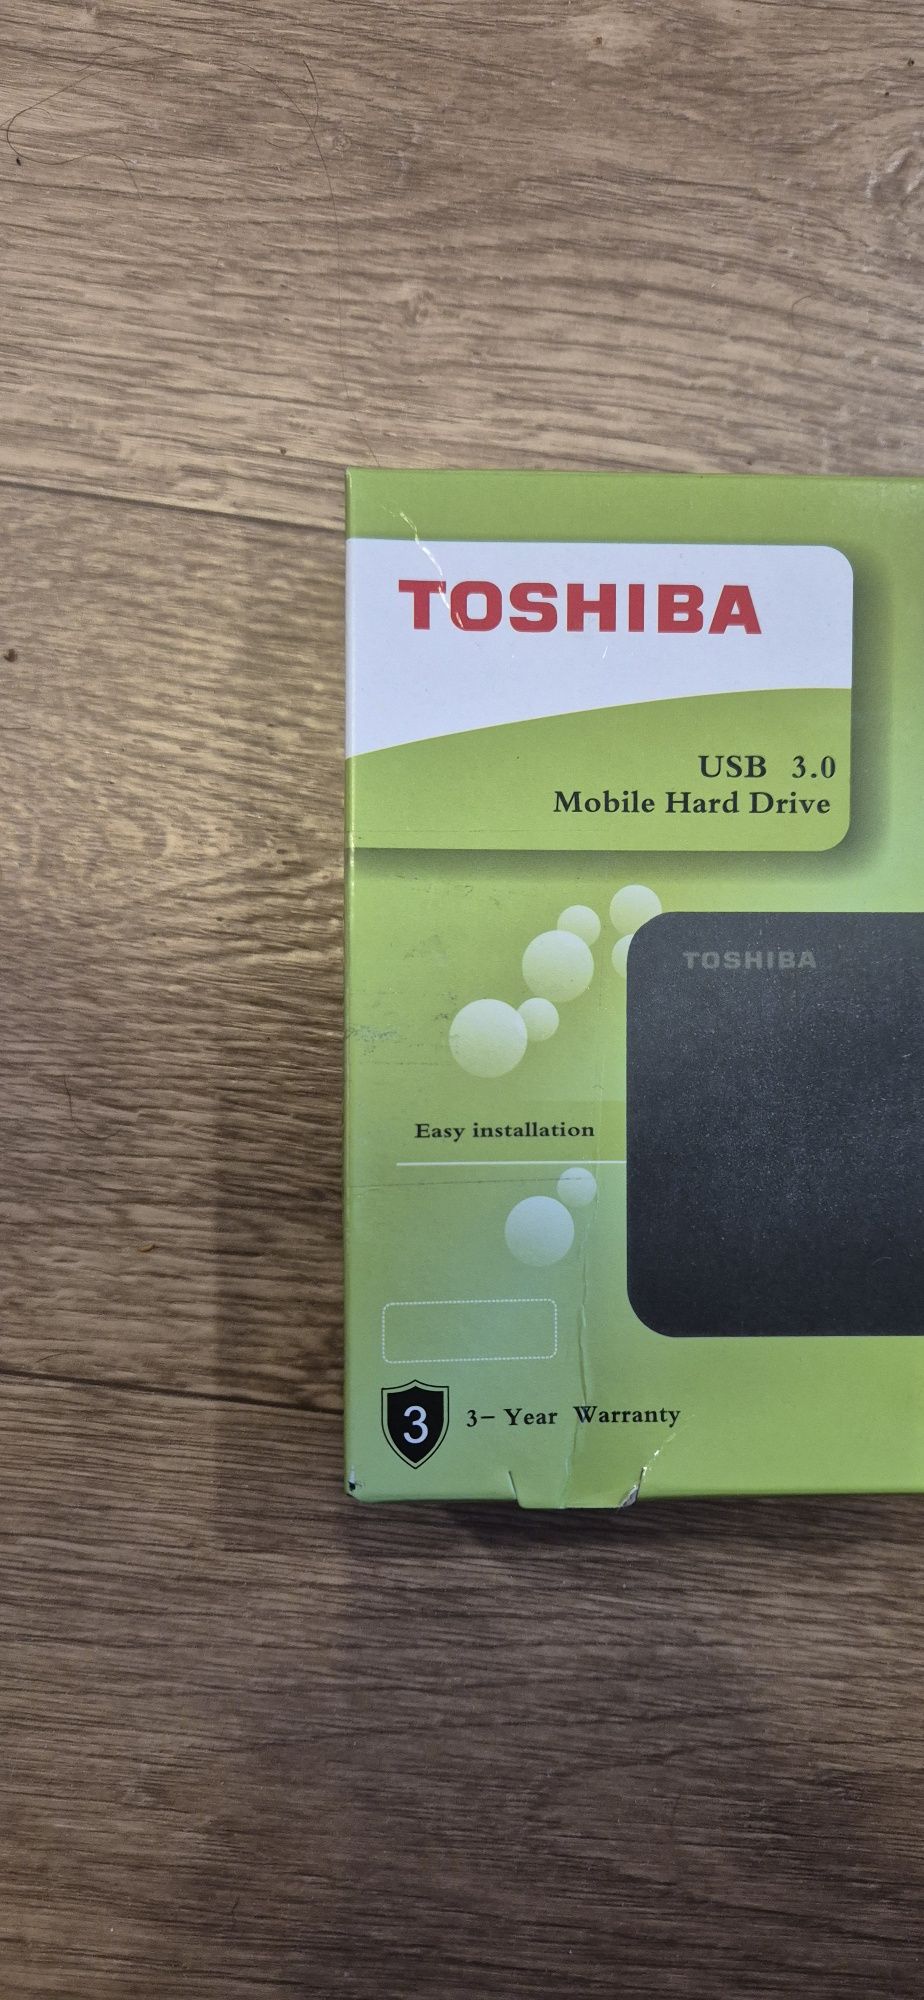 TOSHIBA
USB 3.0
Mobile Hard Drive
TOSHIBA
Easy installation
3 3- Year Warranty